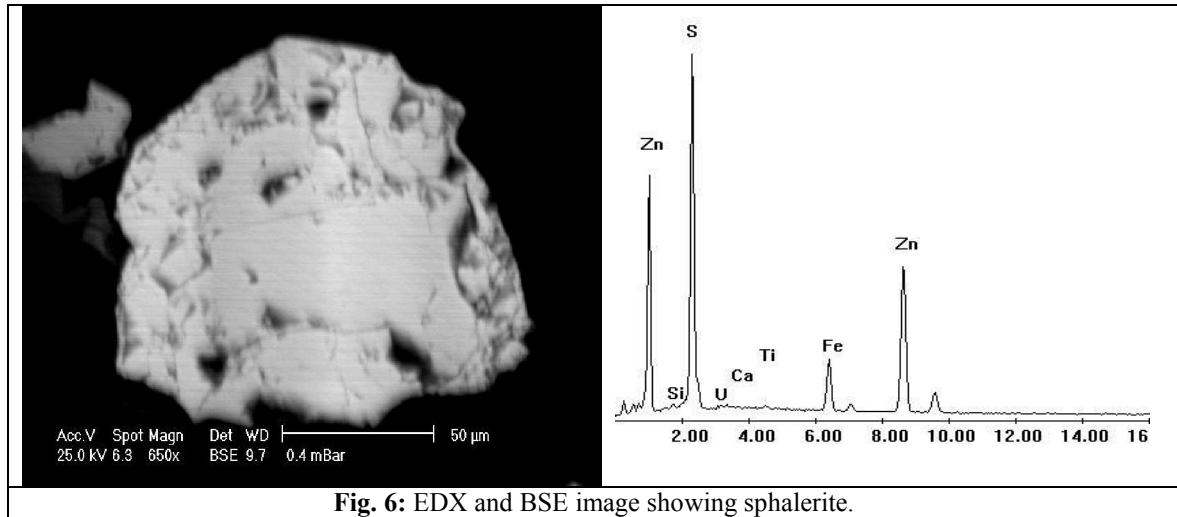 Acc.V Spot Magn Det WD 50 µm
25.0 kV 6.3 650x BSE 9.7 0.4 mBar
S
Zn
Zn
Si
U
Ca
Ti
Fe
2.00 4.00 6.00 8.00 10.00 12.00 14.00 16
Fig. 6: EDX and BSE image showing sphalerite.